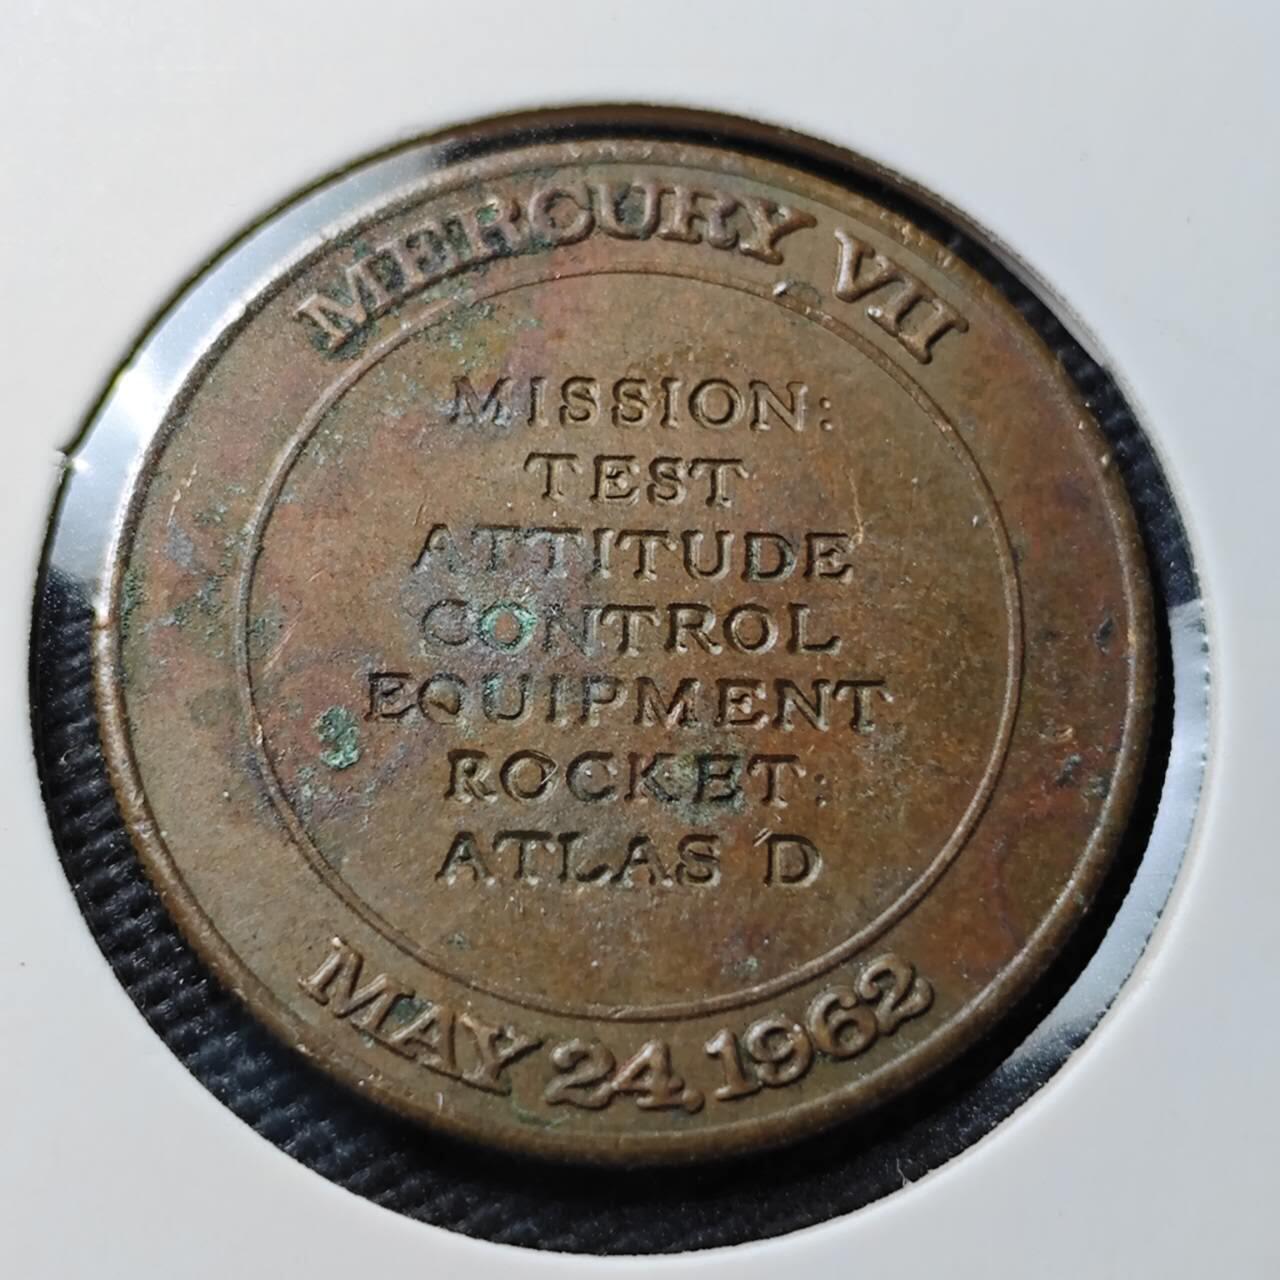 MERCURY VII
MISSION:
TEST
ATTITUDE
CONTROL
EQUIPMENT
ROCKET:
ATLAS D
MAY 24, 1962